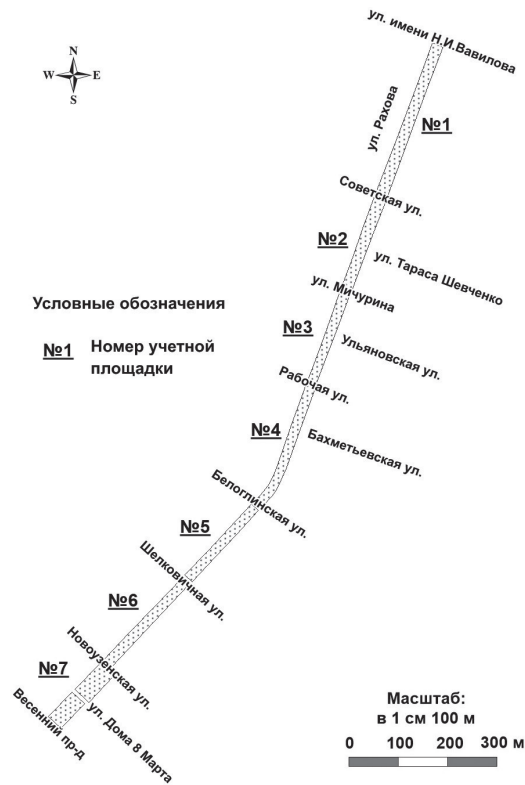 ул. имени Н.И.Вавилова
N
W E
S
ул. Рахова
№1
Советская ул.
№2
ул. Тараса Шевченко
ул. Мичурина
Условные обозначения
№3
№1 Номер учетной
площадки
Ульяновская ул.
Рабочая ул.
№4
Бахметьевская ул.
Белоглинская ул.
№5
Шелковичная ул.
№6
Новоузенская ул.
№7
Весенний пр-д
ул. Дома 8 Марта
Масштаб:
в 1 см 100 м
0 100 200 300 м